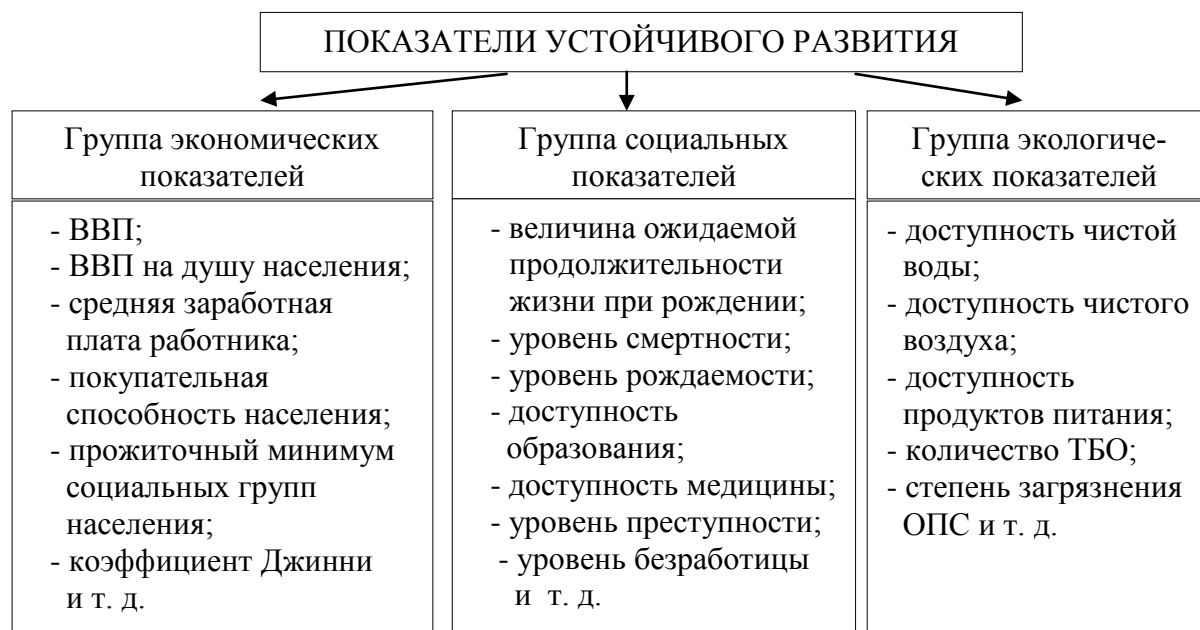 ПОКАЗАТЕЛИ УСТОЙЧИВОГО РАЗВИТИЯ
Группа экономических
показателей
- ВВП;
- ВВП на душу населения;
- средняя заработная
плата работника;
- покупательная
способность населения;
- прожиточный минимум
социальных групп
населения;
- коэффициент Джинни
и т. д.
Группа социальных
показателей
- величина ожидаемой
продолжительности
жизни при рождении;
- уровень смертности;
- уровень рождаемости;
- доступность
образования;
- доступность медицины;
- уровень преступности;
- уровень безработицы
и т. д.
Группа экологиче-
ских показателей
- доступность чистой
воды;
- доступность чистого
воздуха;
- доступность
продуктов питания;
- количество ТБО;
- степень загрязнения
ОПС и т. д.